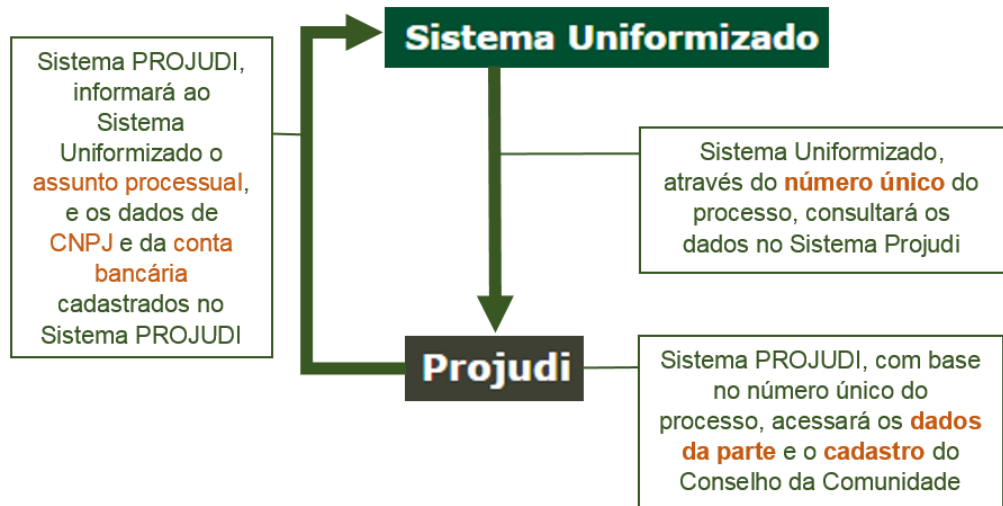 Sistema Uniformizado
Sistema PROJUDI,
informará ao
Sistema
Uniformizado o
assunto processual,
e os dados de
CNPJ e da conta
bancária
cadastrados no
Sistema PROJUDI
Sistema Uniformizado,
através do número único do
processo, consultará os
dados no Sistema Projudi
Projudi
Sistema PROJUDI, com base
no número único do
processo, acessará os dados
da parte e o cadastro do
Conselho da Comunidade